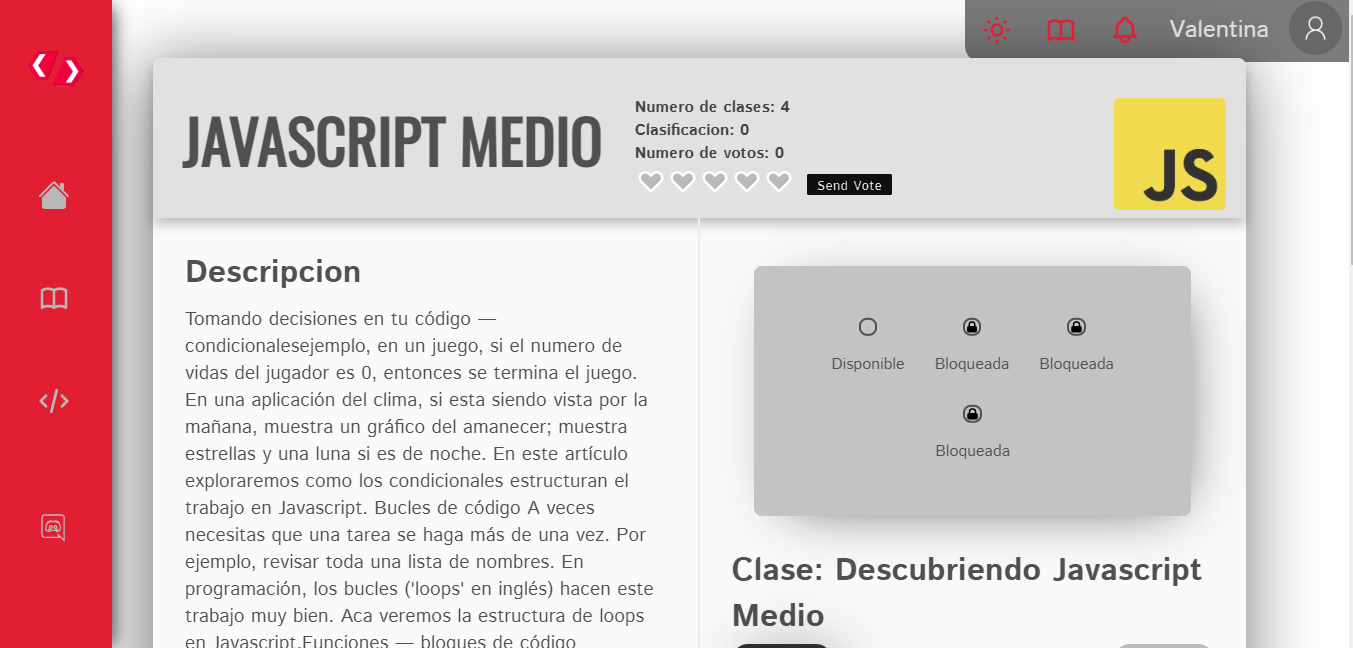 Valentina
JAVASCRIPT MEDIO
Numero de clases: 4
Clasificacion: 0
Numero de votos: 0
Send Vote
JS
Descripcion
Tomando decisiones en tu código —
condicionalesejemplo, en un juego, si el numero de
vidas del jugador es 0, entonces se termina el juego.
En una aplicación del clima, si esta siendo vista por la
mañana, muestra un gráfico del amanecer; muestra
estrellas y una luna si es de noche. En este artículo
exploraremos como los condicionales estructuran el
trabajo en Javascript. Bucles de código A veces
necesitas que una tarea se haga más de una vez. Por
ejemplo, revisar toda una lista de nombres. En
programación, los bucles ('loops' en inglés) hacen este
trabajo muy bien. Aca veremos la estructura de loops
en Javascript.Funciones — bloques de código
Disponible
Bloqueada
Bloqueada
Bloqueada
Clase: Descubriendo Javascript
Medio